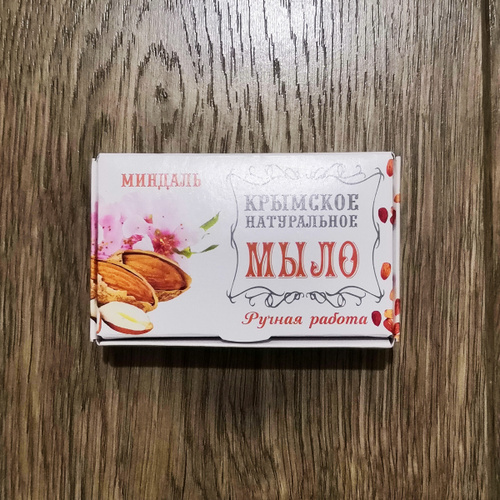 МИНДАЛЬ
КРЫМСКОЕ
НАТУРАЛЬНОЕ
МЫЛО
Ручная работа